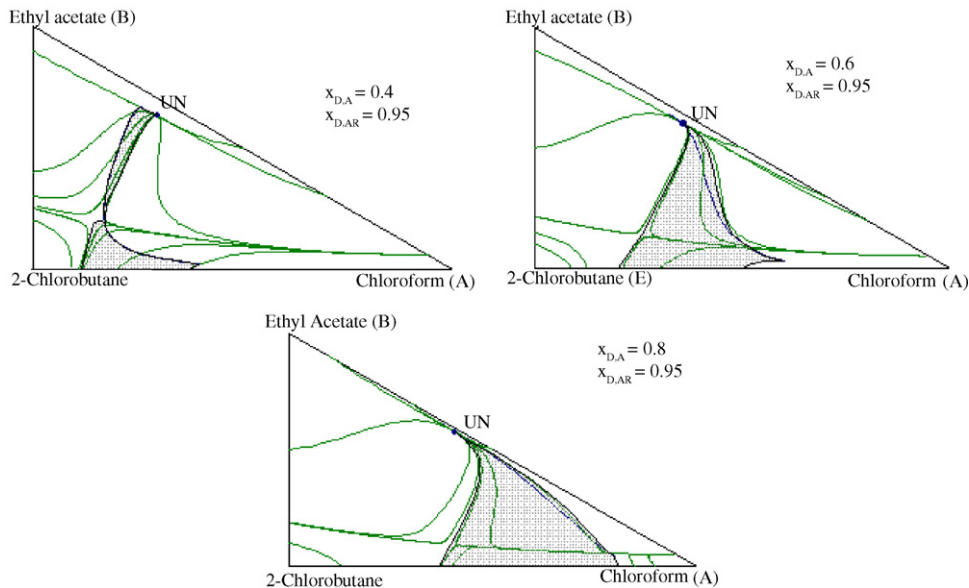 Ethyl acetate (B)
x_D,A = 0.4
x_D,AR = 0.95
UN
2-Chlorobutane
Chloroform (A)
Ethyl acetate (B)
x_D,A = 0.6
x_D,AR = 0.95
UN
2-Chlorobutane (E)
Chloroform (A)
Ethyl Acetate (B)
x_D,A = 0.8
x_D,AR = 0.95
UN
2-Chlorobutane
Chloroform (A)